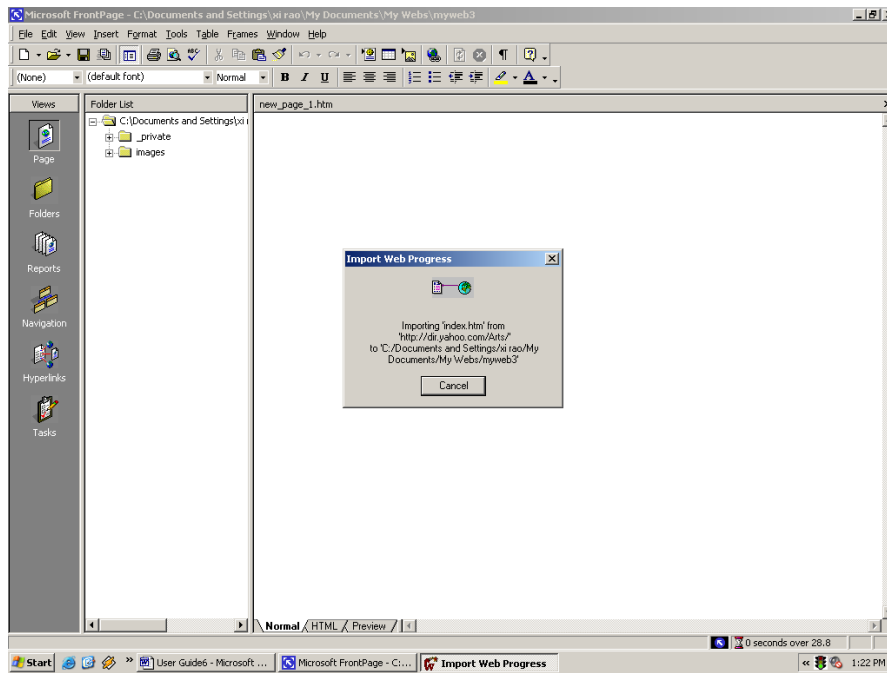 Microsoft FrontPage - C:\Documents and Settings\xi rao\My Documents\My Webs\myweb3
File Edit View Insert Format Tools Table Frames Window Help
(None) (default font) Normal B I U A
Views
Folder List
new_page_1.htm
C:\Documents and Settings\xi r
_private
images
Page
Folders
Reports
Navigation
Hyperlinks
Tasks
Import Web Progress
Importing 'index.htm' from
'http://dir.yahoo.com/Arts/'
to 'C:/Documents and Settings/xi rao/My
Documents/My Webs/myweb3'
Cancel
Normal HTML Preview
0 seconds over 28.8
Start » User Guide6 - Microsoft ... Microsoft FrontPage - C:... Import Web Progress « 1:22 PM